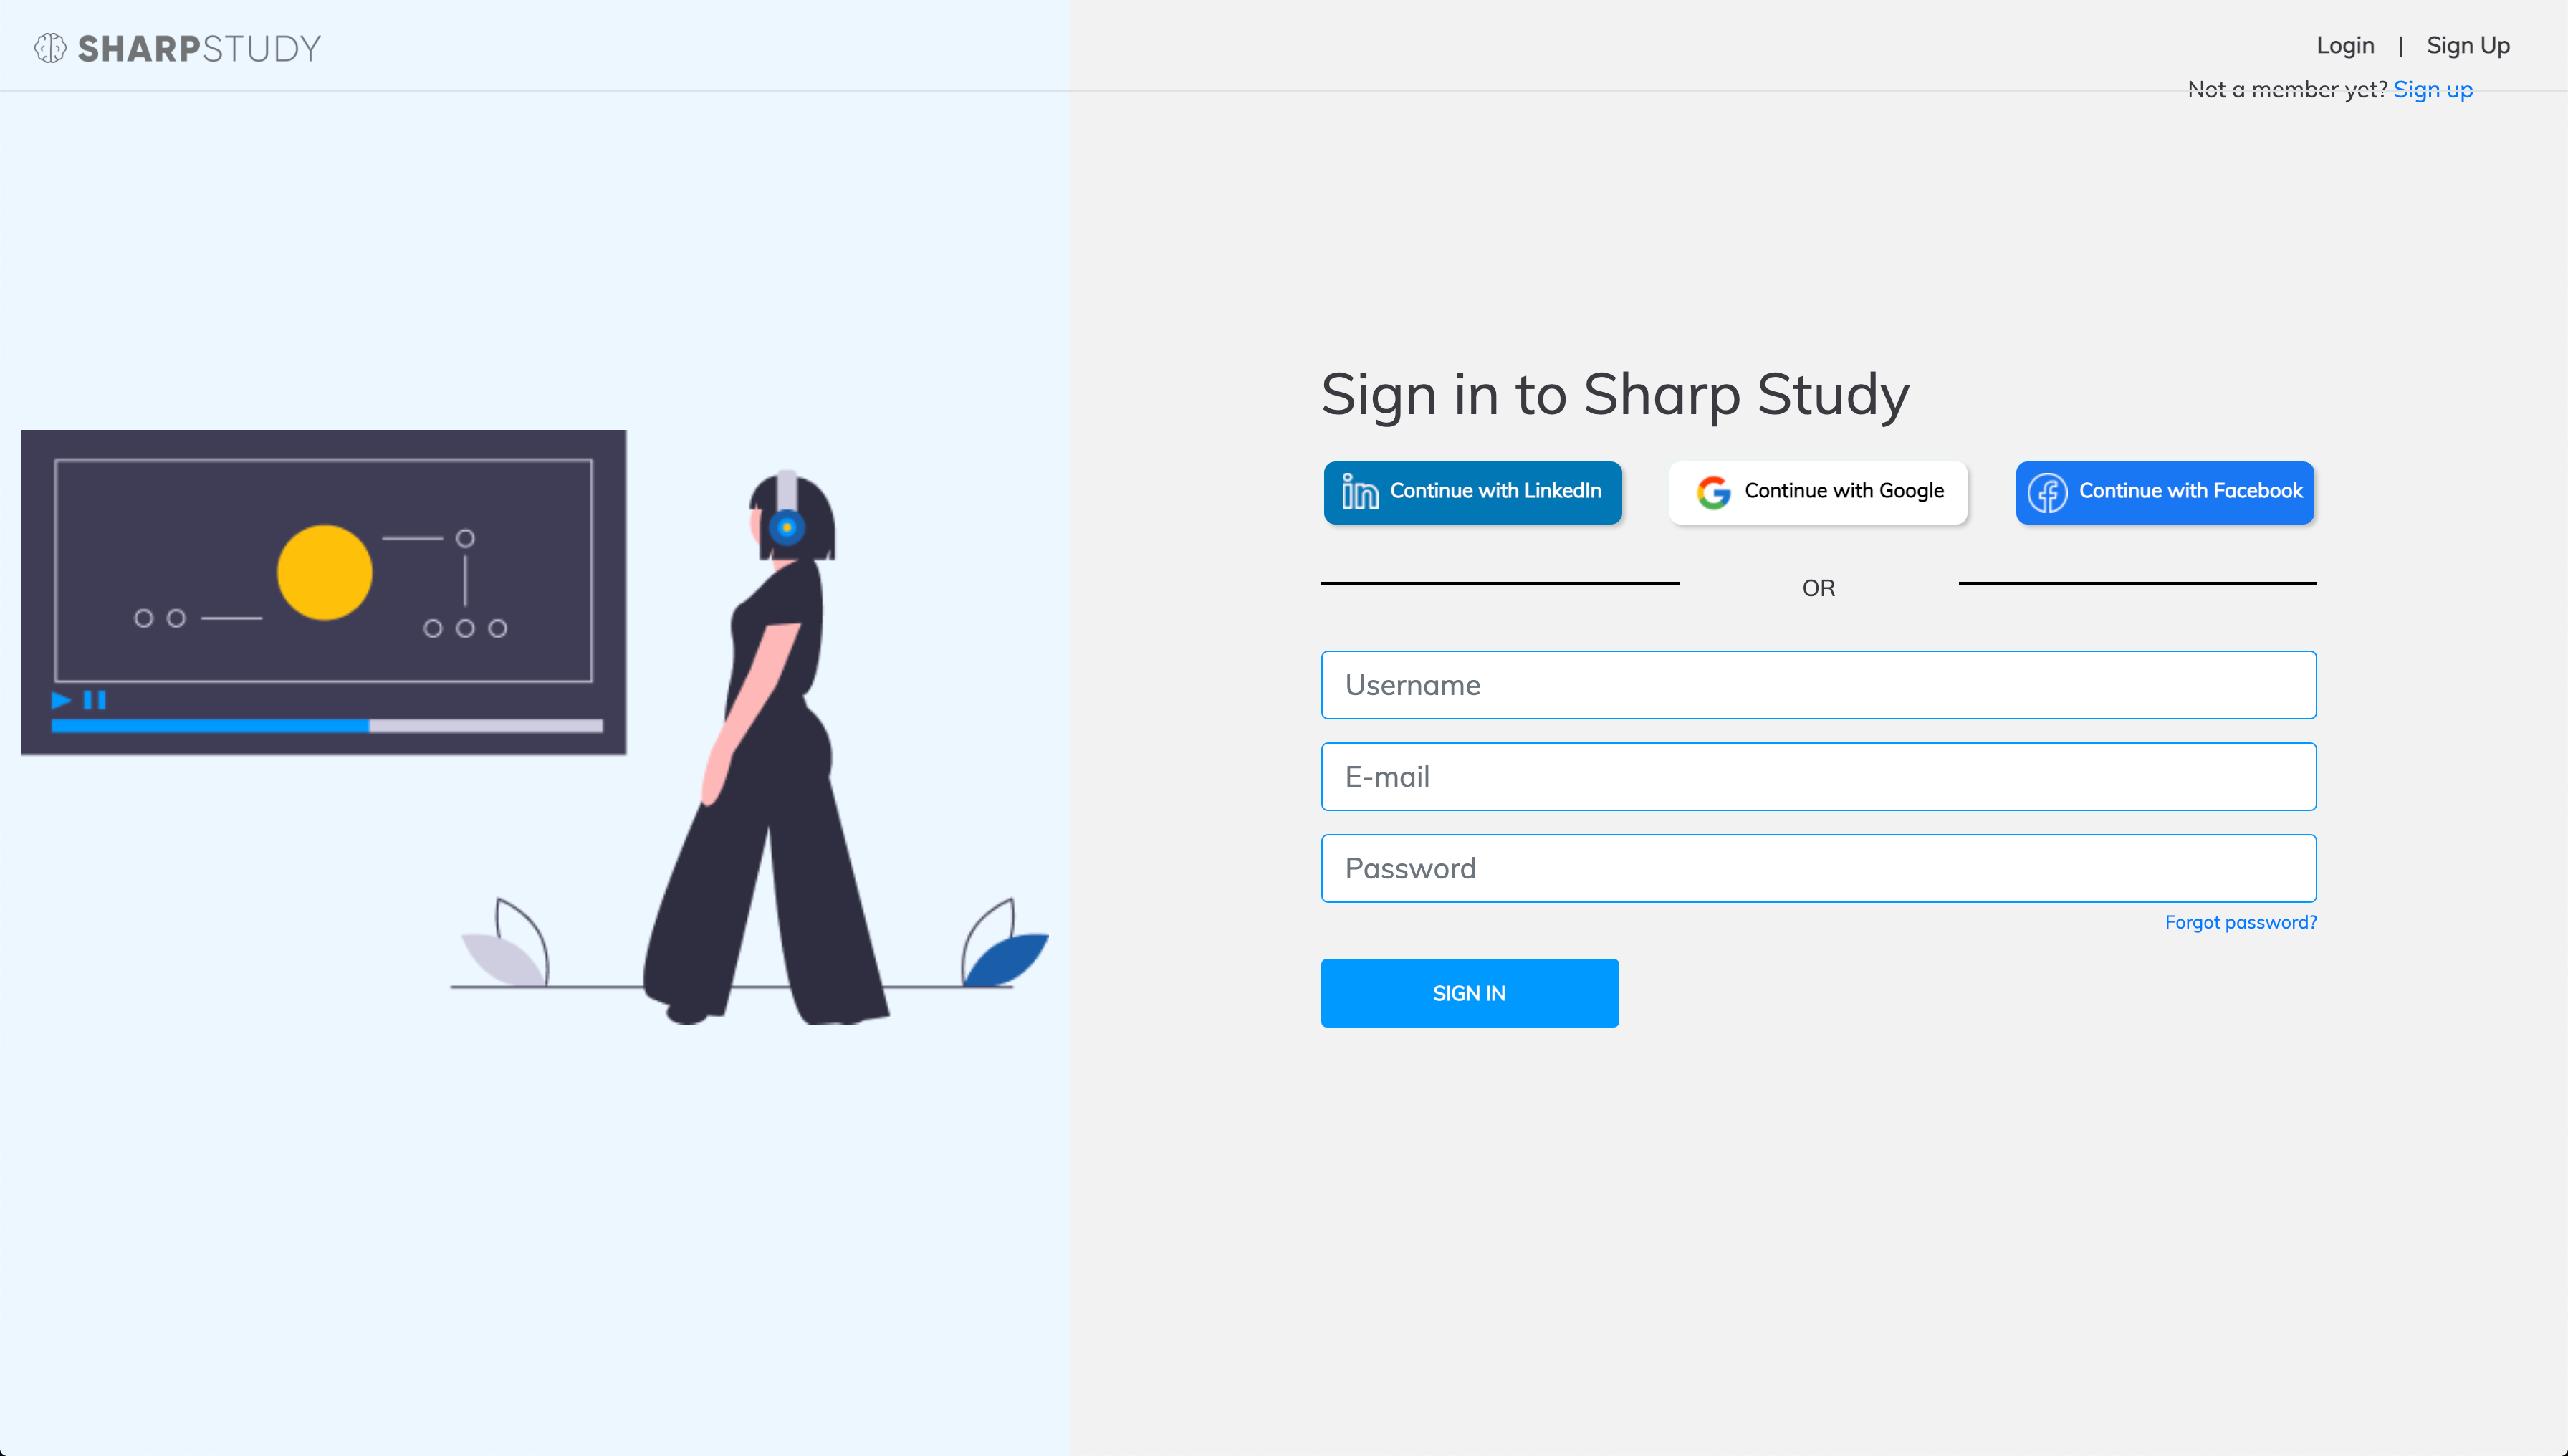 SHARPSTUDY
Login | Sign Up
Not a member yet? Sign up
Sign in to Sharp Study
in Continue with LinkedIn
G Continue with Google
f Continue with Facebook
OR
Username
E-mail
Password
Forgot password?
SIGN IN